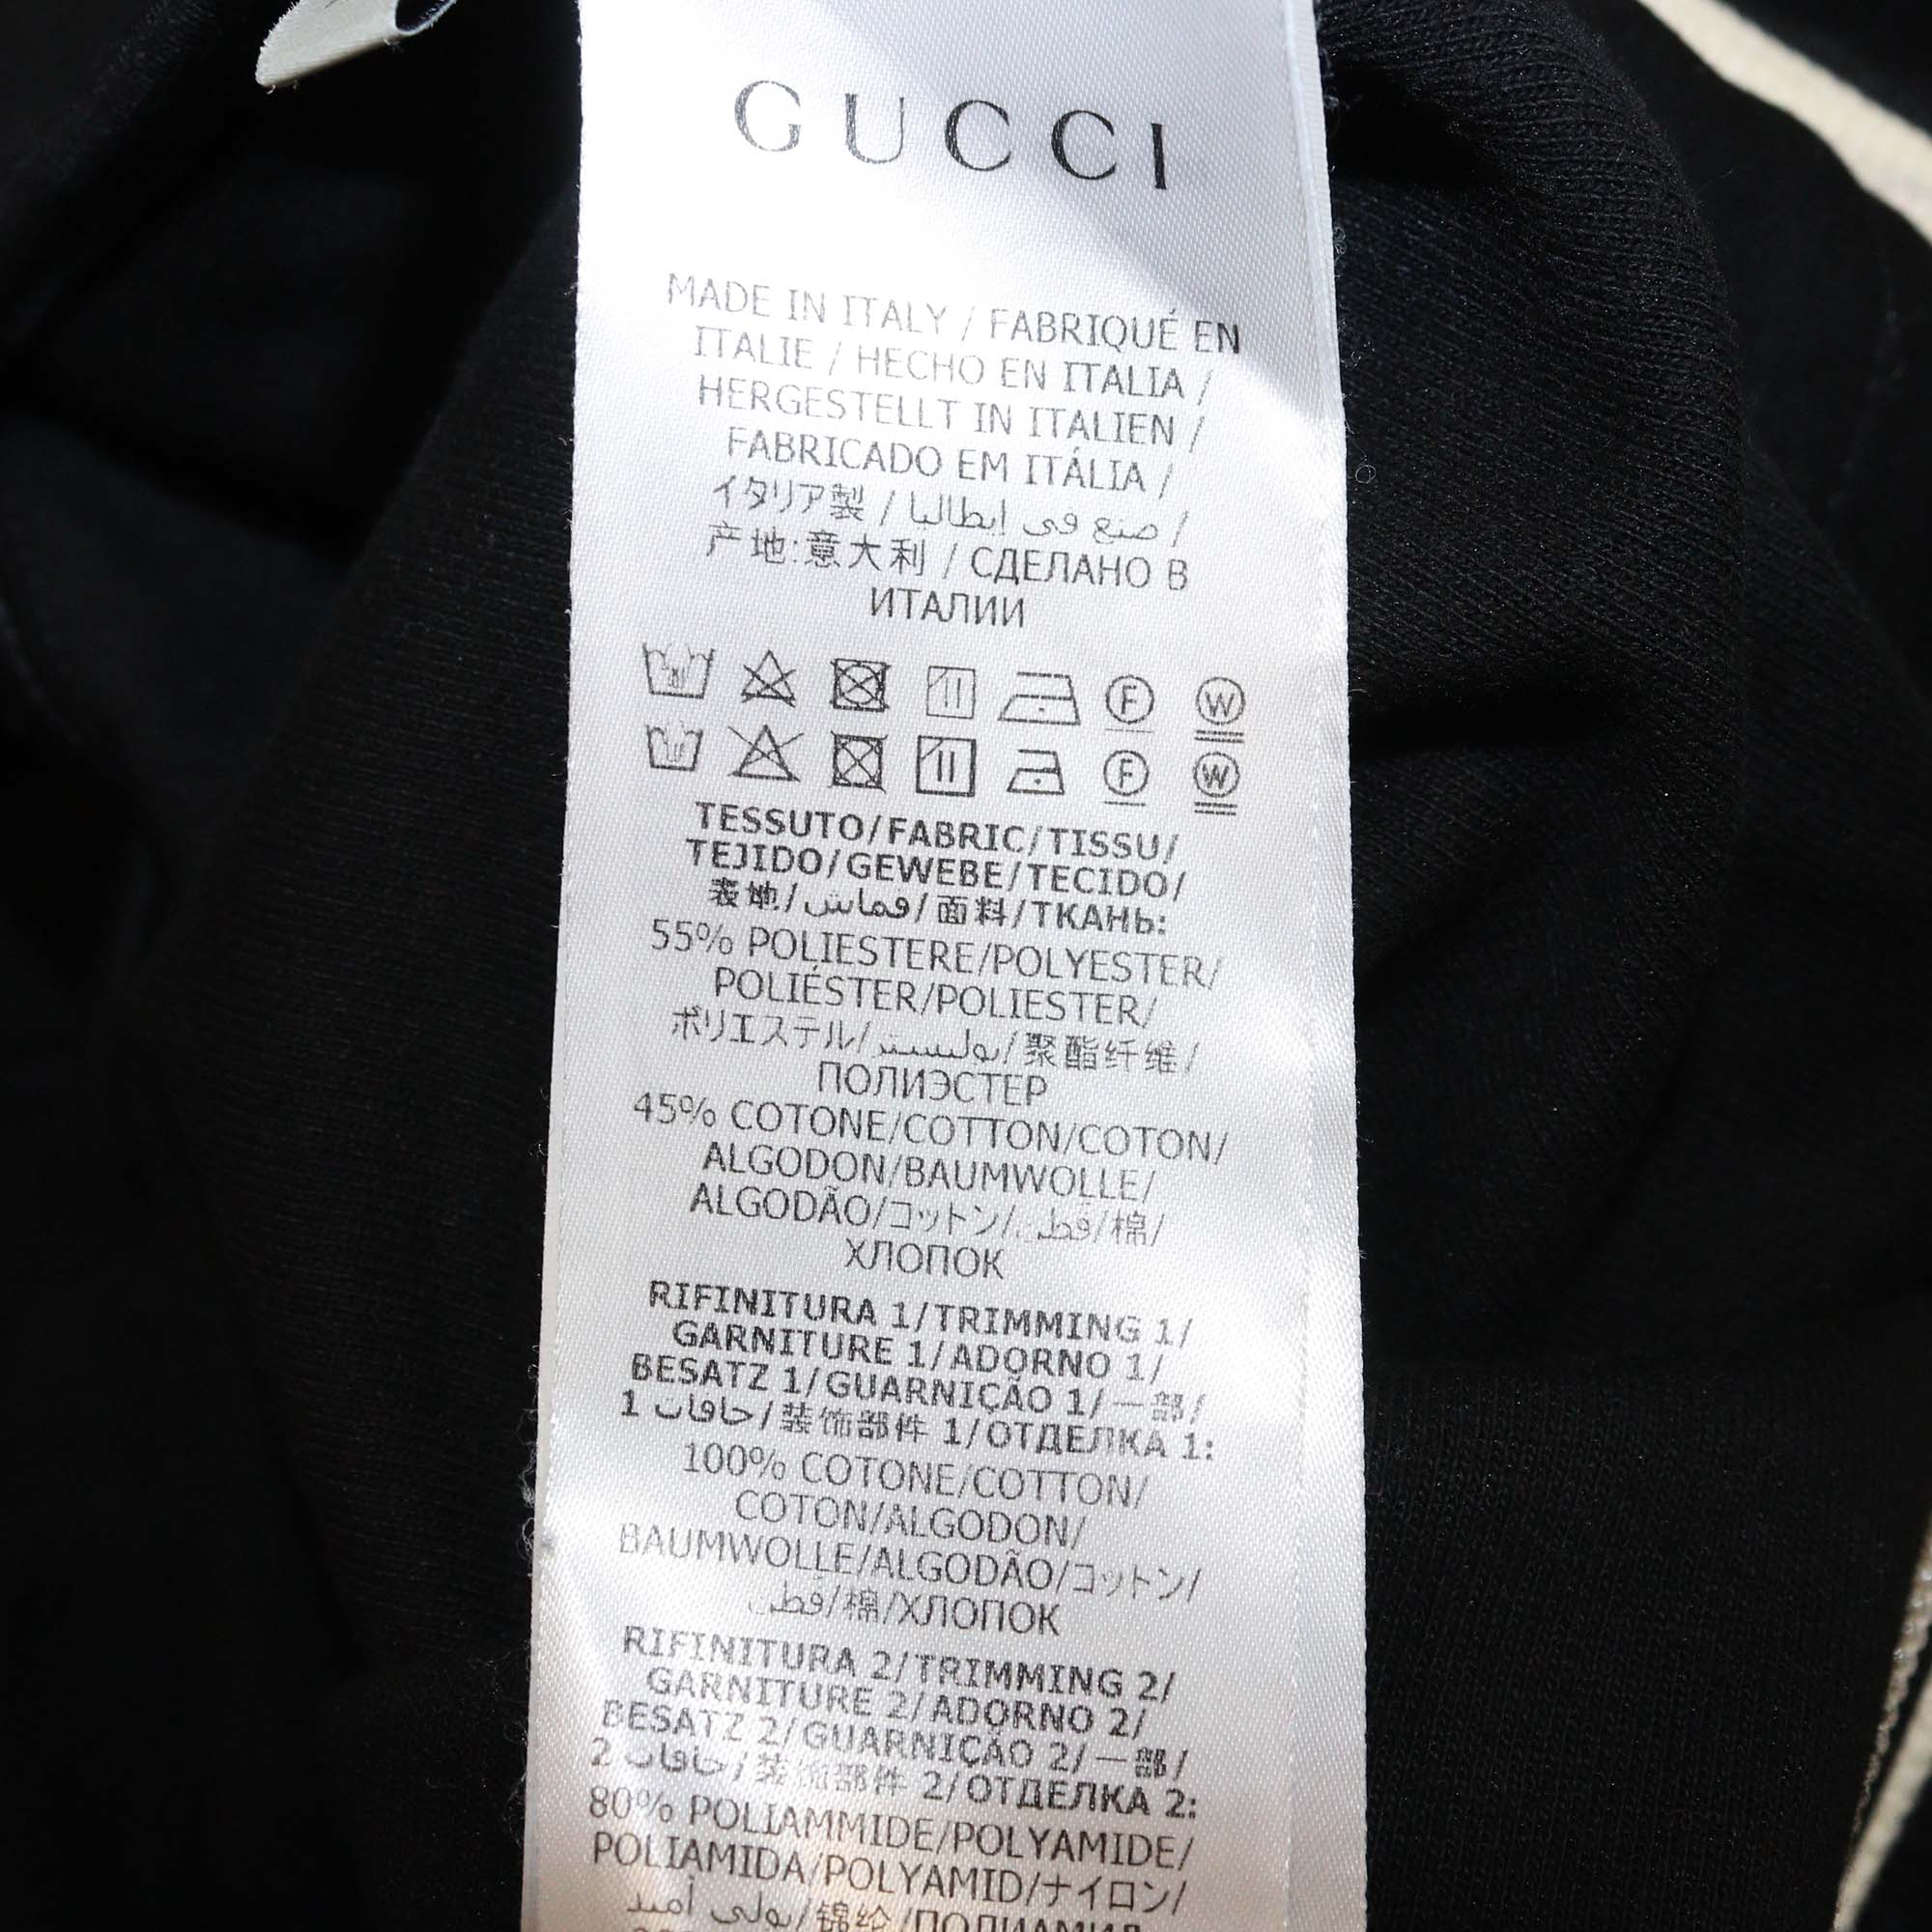 GUCCI
MADE IN ITALY / FABRIQUÉ EN
ITALIE / HECHO EN ITALIA /
HERGESTELLT IN ITALIEN /
FABRICADO EM ITÁLIA /
イタリア製 / صنع في إيطاليا /
产地:意大利 / СДЕЛАНО В
ИТАЛИИ
F W
F W
TESSUTO/FABRIC/TISSU/
TEJIDO/GEWEBE/TECIDO/
表地/قماش/面料/ТКАНЬ:
55% POLIESTERE/POLYESTER/
POLIÉSTER/POLIESTER/
ポリエステル/بوليستر/聚酯纤维/
ПОЛИЭСТЕР
45% COTONE/COTTON/COTON/
ALGODON/BAUMWOLLE/
ALGODÃO/コットン/قطن/棉/
ХЛОПОК
RIFINITURA 1/TRIMMING 1/
GARNITURE 1/ADORNO 1/
BESATZ 1/GUARNIÇÃO 1/一部/
حافات 1/装饰部件 1/ОТДЕЛКА 1:
100% COTONE/COTTON/
COTON/ALGODON/
BAUMWOLLE/ALGODÃO/コットン/
قطن/棉/ХЛОПОК
RIFINITURA 2/TRIMMING 2/
GARNITURE 2/ADORNO 2/
BESATZ 2/GUARNIÇÃO 2/一部/
حافات 2/装饰部件 2/ОТДЕЛКА 2:
80% POLIAMMIDE/POLYAMIDE/
POLIAMIDA/POLYAMID/ナイロン/
بولي أميد/锦纶/ПОЛИАМИД